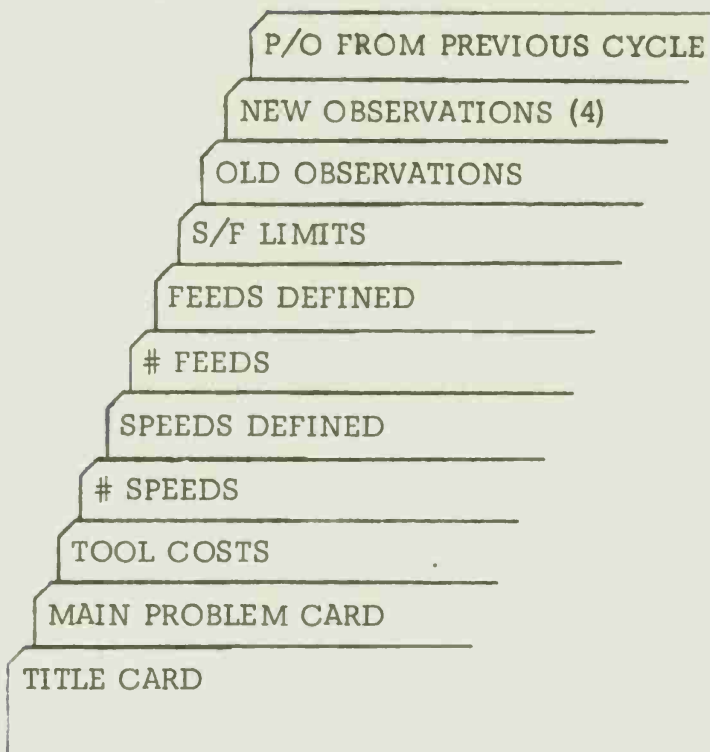 P/O FROM PREVIOUS CYCLE
NEW OBSERVATIONS (4)
OLD OBSERVATIONS
S/F LIMITS
FEEDS DEFINED
# FEEDS
SPEEDS DEFINED
# SPEEDS
TOOL COSTS
MAIN PROBLEM CARD
TITLE CARD